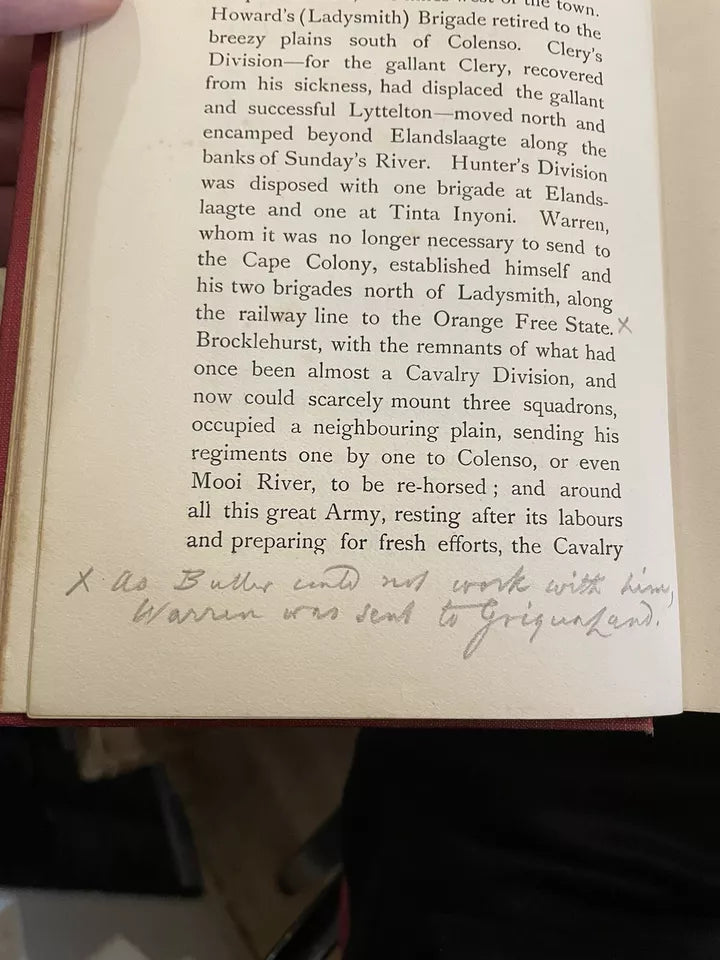 of the town.
Howard's (Ladysmith) Brigade retired to the
breezy plains south of Colenso. Clery's
Division—for the gallant Clery, recovered
from his sickness, had displaced the gallant
and successful Lyttelton—moved north and
encamped beyond Elandslaagte along the
banks of Sunday's River. Hunter's Division
was disposed with one brigade at Elands-
laagte and one at Tinta Inyoni. Warren,
whom it was no longer necessary to send to
the Cape Colony, established himself and
his two brigades north of Ladysmith, along
the railway line to the Orange Free State. X
Brocklehurst, with the remnants of what had
once been almost a Cavalry Division, and
now could scarcely mount three squadrons,
occupied a neighbouring plain, sending his
regiments one by one to Colenso, or even
Mooi River, to be re-horsed; and around
all this great Army, resting after its labours
and preparing for fresh efforts, the Cavalry
X As Buller could not work with him,
Warren was sent to GriquaLand.